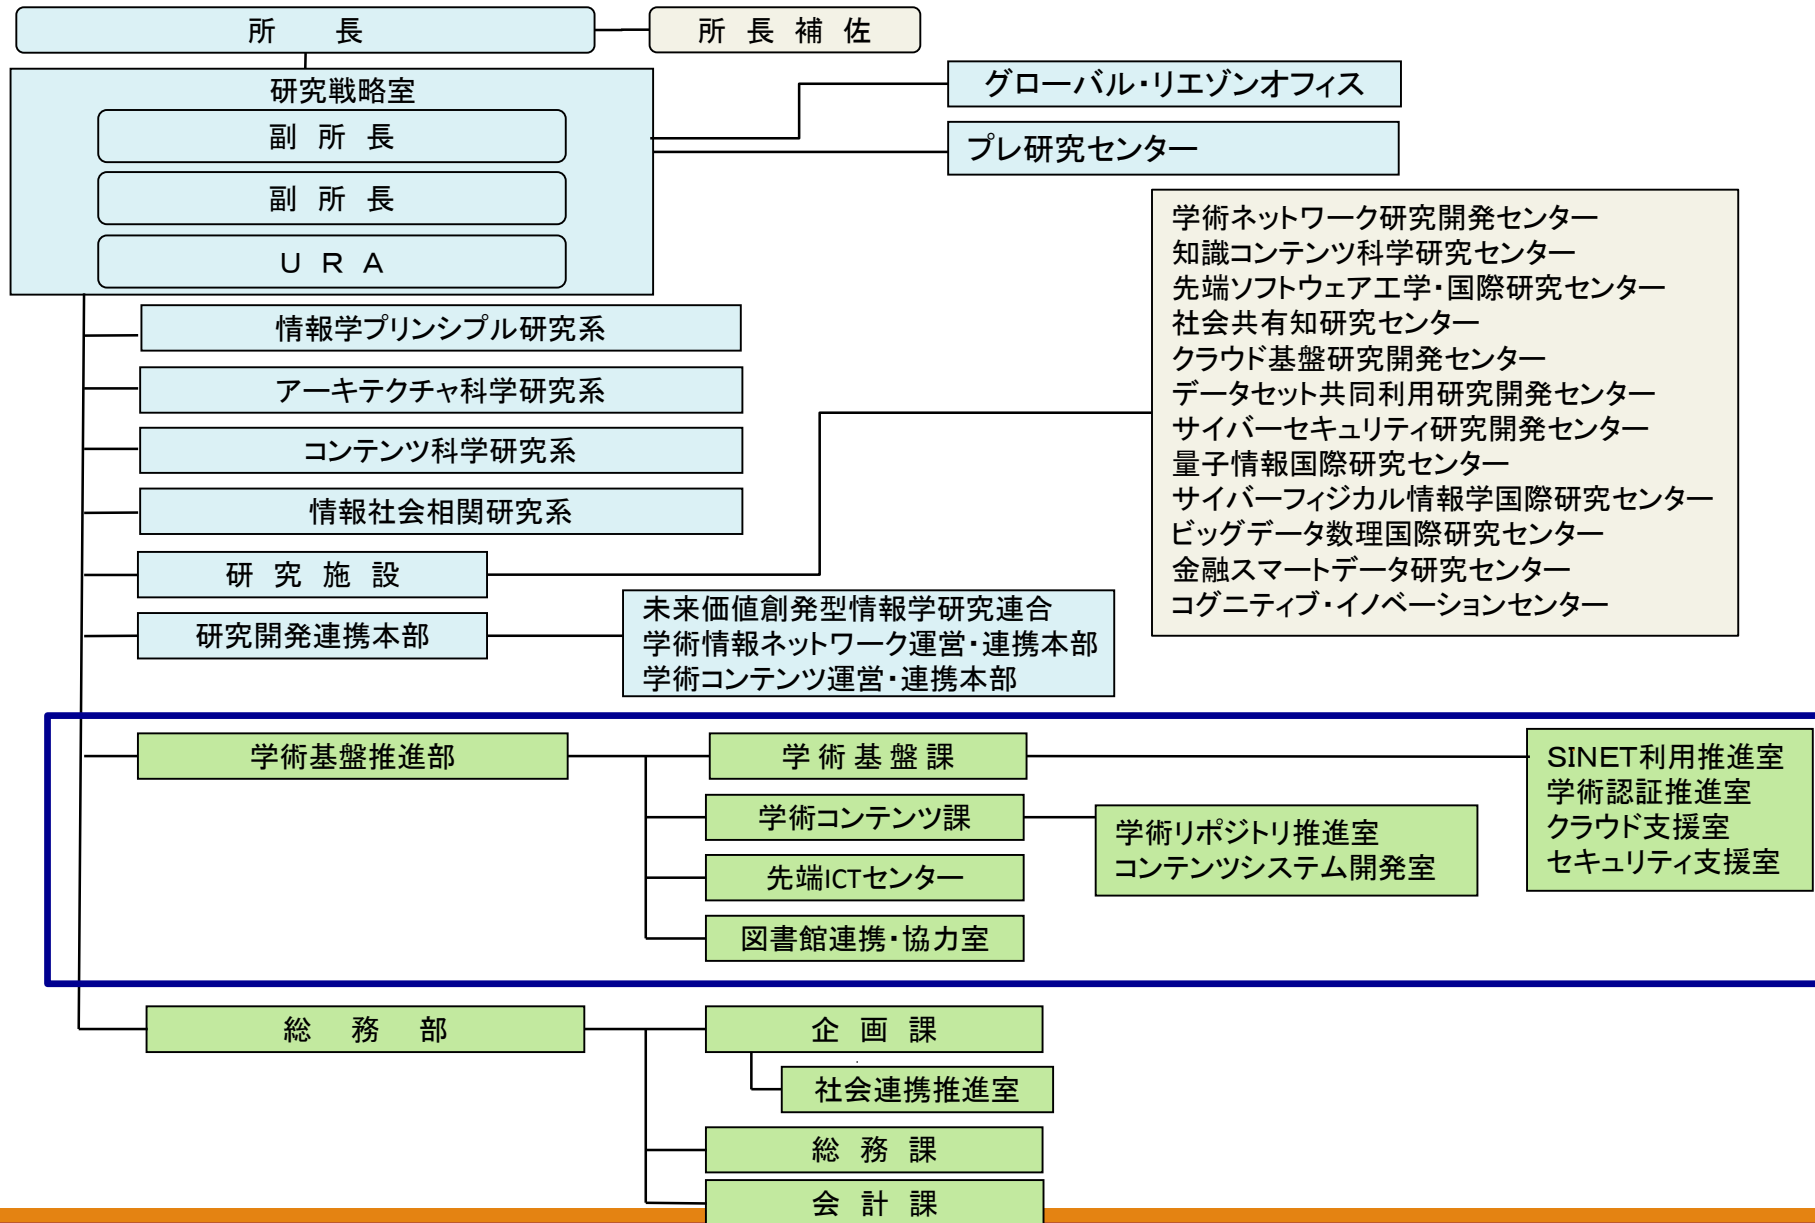 所 長
所 長 補 佐
研究戦略室
副 所 長
副 所 長
U R A
グローバル・リエゾンオフィス
プレ研究センター
学術ネットワーク研究開発センター
知識コンテンツ科学研究センター
先端ソフトウェア工学・国際研究センター
社会共有知研究センター
クラウド基盤研究開発センター
データセット共同利用研究開発センター
サイバーセキュリティ研究開発センター
量子情報国際研究センター
サイバーフィジカル情報学国際研究センター
ビッグデータ数理国際研究センター
金融スマートデータ研究センター
コグニティブ・イノベーションセンター
情報学プリンシプル研究系
アーキテクチャ科学研究系
コンテンツ科学研究系
情報社会相関研究系
研 究 施 設
研究開発連携本部
未来価値創発型情報学研究連合
学術情報ネットワーク運営・連携本部
学術コンテンツ運営・連携本部
学術基盤推進部
学 術 基 盤 課
SINET利用推進室
学術認証推進室
クラウド支援室
セキュリティ支援室
学術コンテンツ課
学術リポジトリ推進室
コンテンツシステム開発室
先端ICTセンター
図書館連携・協力室
総 務 部
企 画 課
社会連携推進室
総 務 課
会 計 課